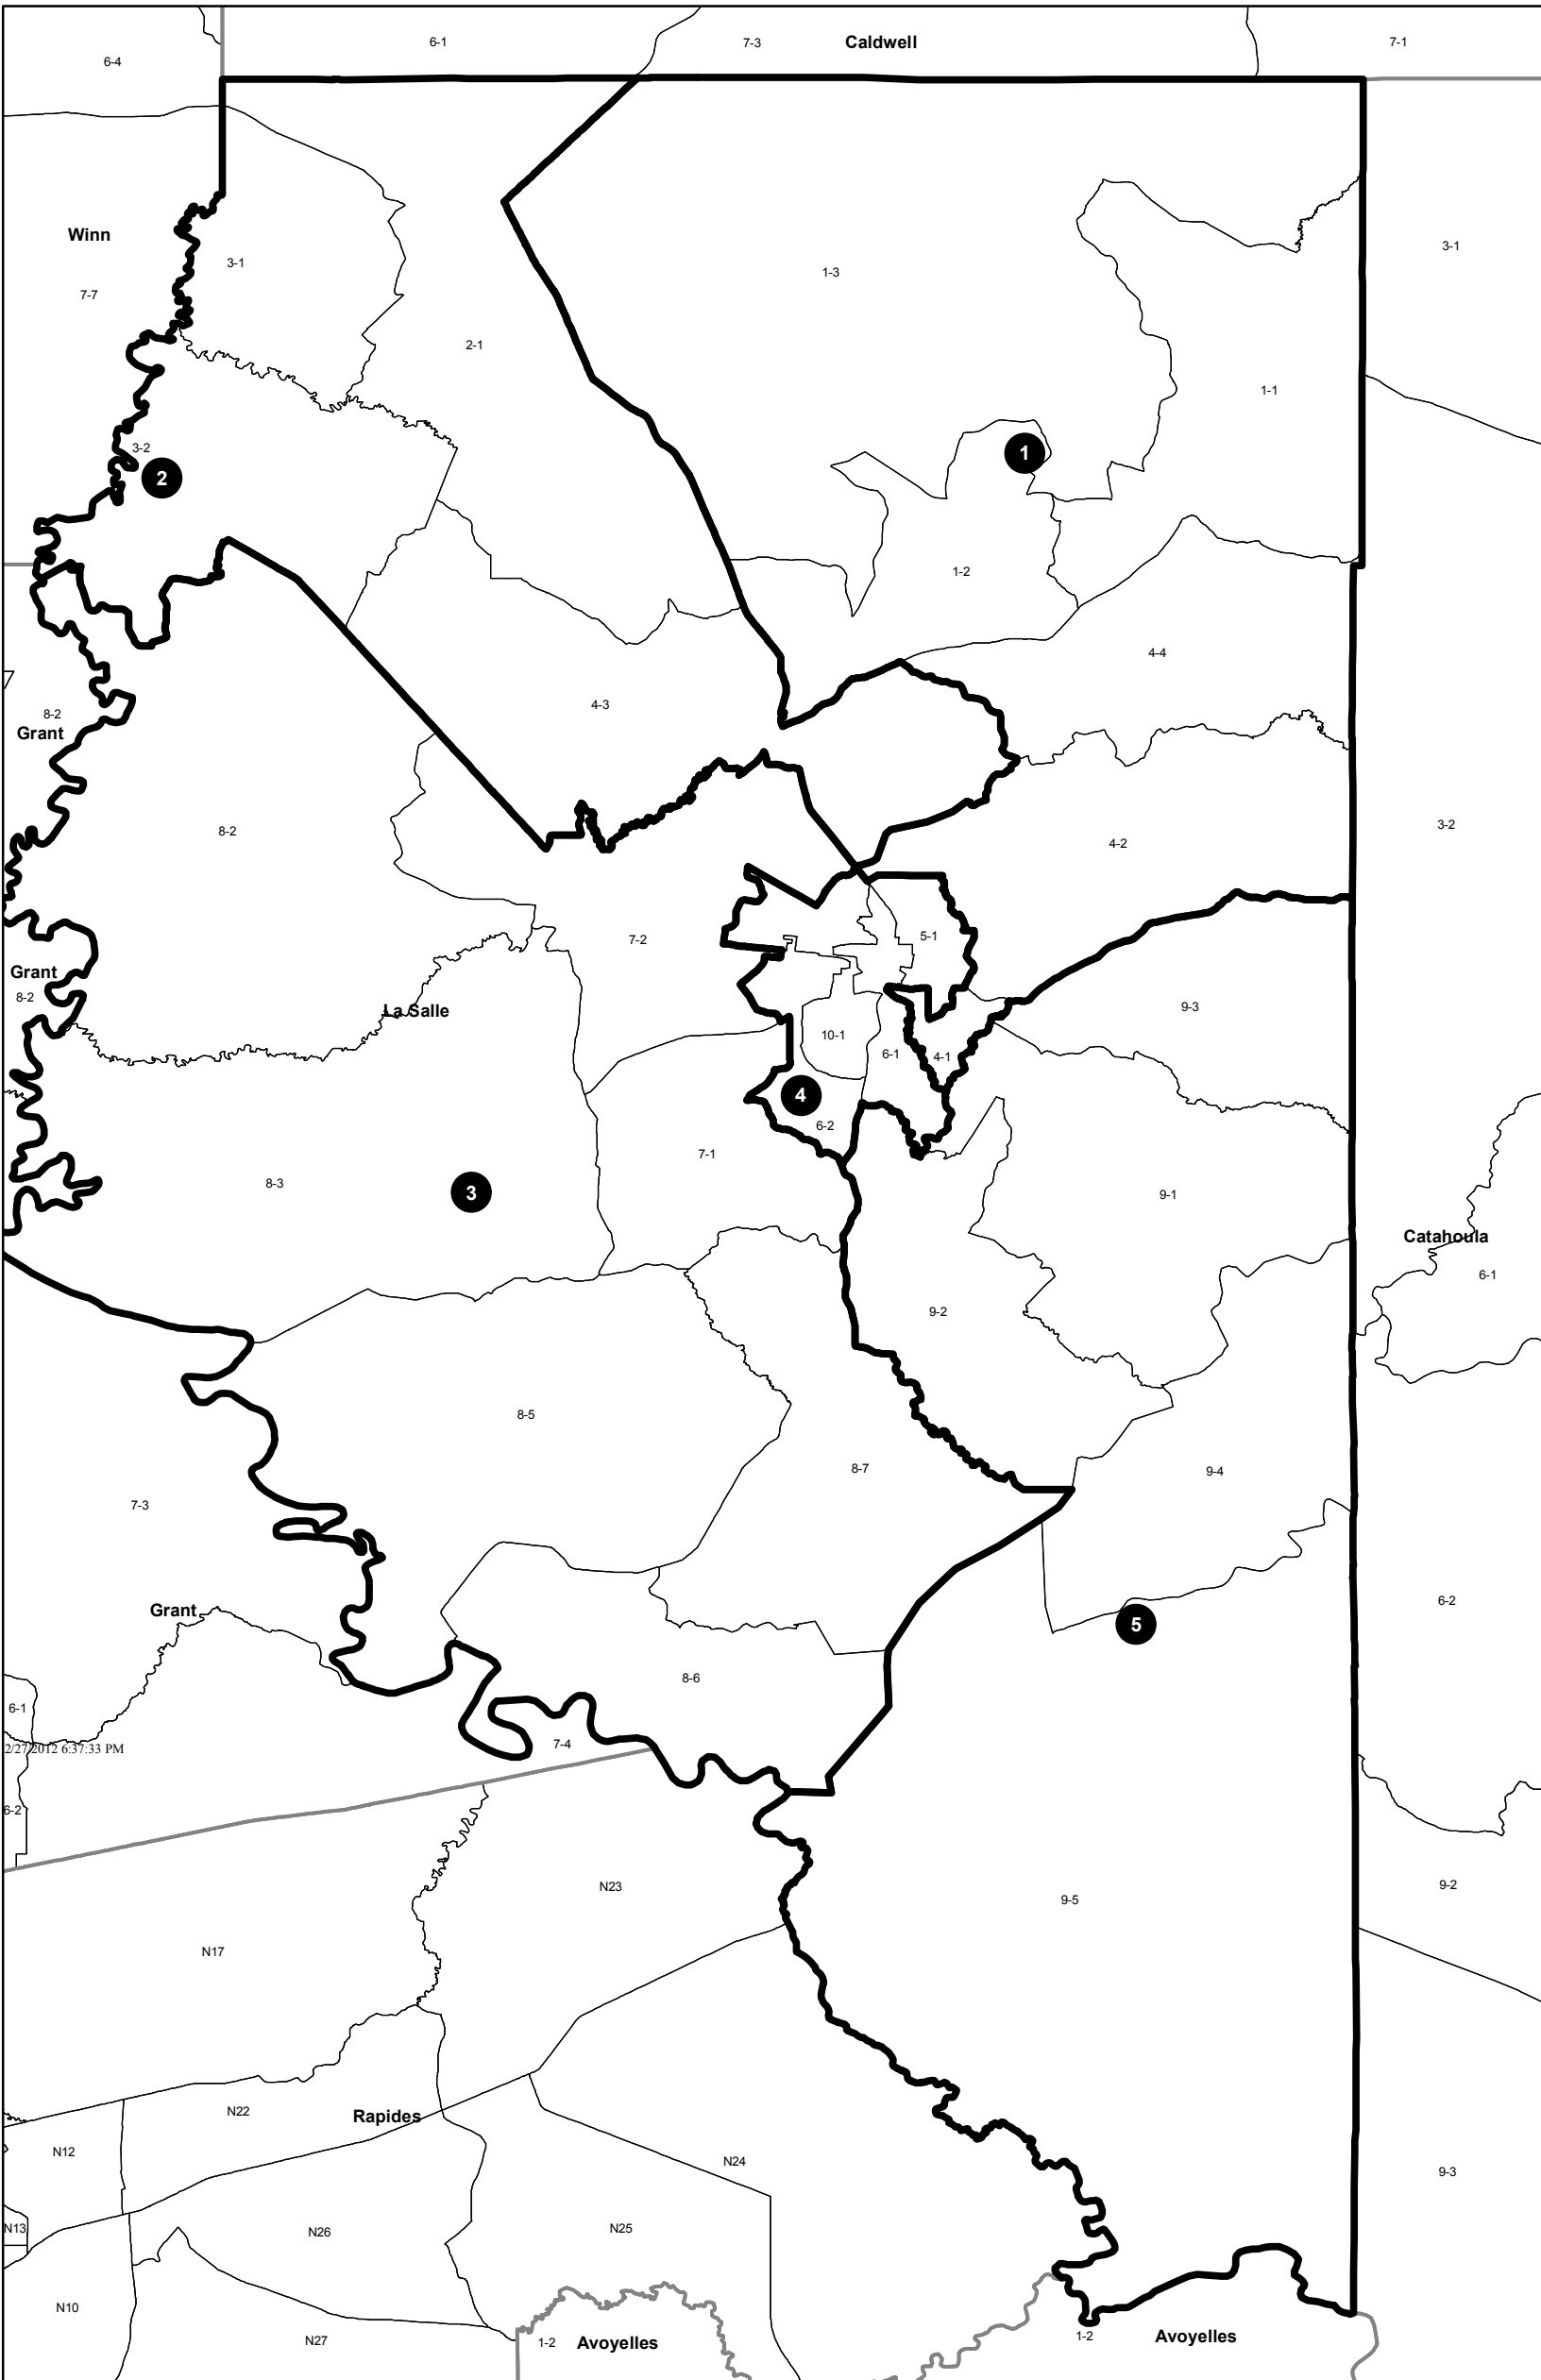 6-1
7-3
Caldwell
7-1
6-4
Winn
3-1
3-1
1-3
7-7
2-1
1-1
3-2
1
2
1-2
4-4
4-3
8-2
Grant
8-2
3-2
4-2
5-1
7-2
Grant
8-2
La Salle
9-3
10-1
6-1
4-1
4
6-2
7-1
8-3
3
9-1
Catahoula
6-1
9-2
8-5
8-7
9-4
7-3
6-2
Grant
5
8-6
6-1
7-4
2/27/2012 6:37:33 PM
6-2
9-2
N23
9-5
N17
N22
Rapides
N12
N24
9-3
N13
N26
N25
N10
1-2
Avoyelles
N27
1-2
Avoyelles